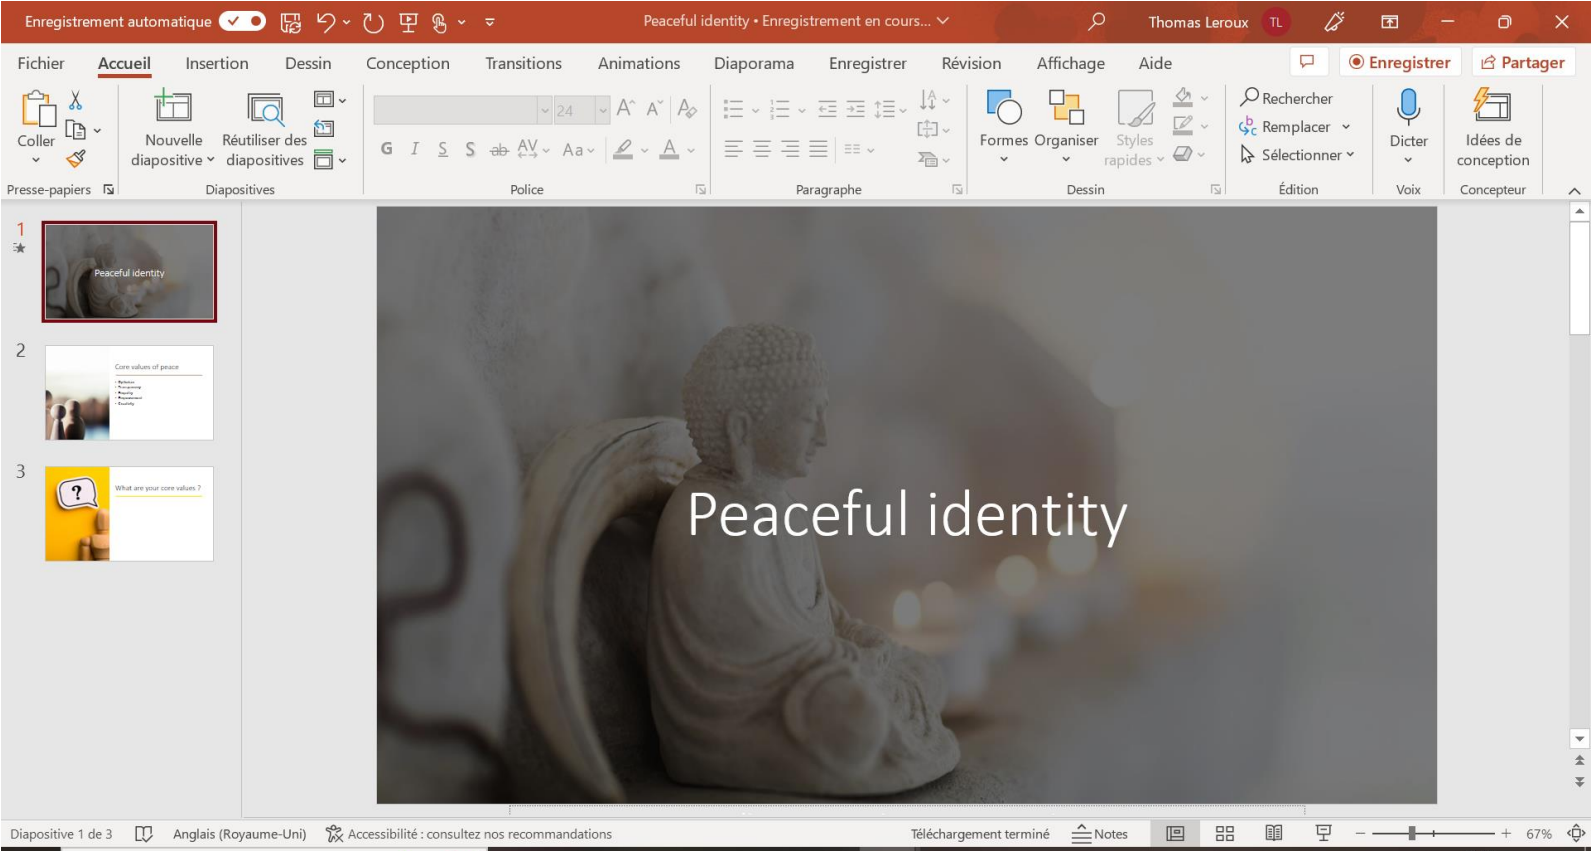 Enregistrement automatique
Peaceful identity • Enregistrement en cours...
Thomas Leroux TL
Fichier Accueil Insertion Dessin Conception Transitions Animations Diaporama Enregistrer Révision Affichage Aide Enregistrer Partager
Coller
Nouvelle diapositive
Réutiliser des diapositives
24
G I S S ab AV Aa A
Formes Organiser Styles rapides
Rechercher
Remplacer
Sélectionner
Dicter
Idées de conception
Presse-papiers Diapositives Police Paragraphe Dessin Édition Voix Concepteur
1
Peaceful identity
2
Core values of peace
3
?
What are your core values ?
Peaceful identity
Diapositive 1 de 3 Anglais (Royaume-Uni) Accessibilité : consultez nos recommandations Téléchargement terminé Notes 67%